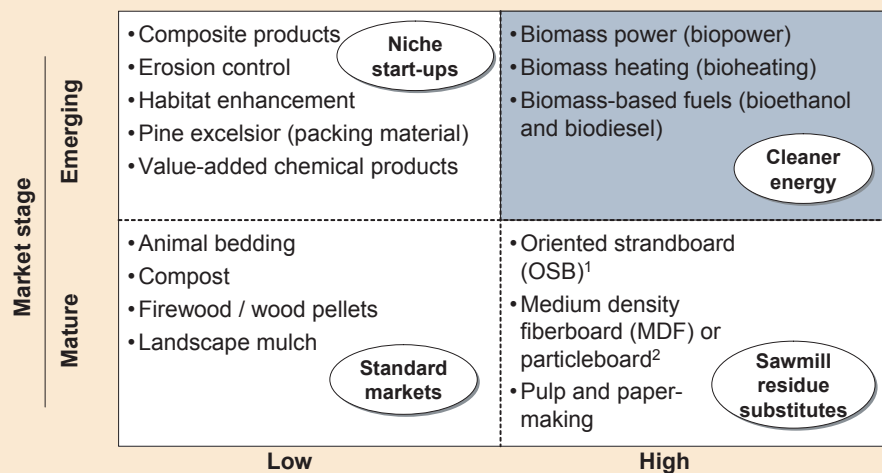 Market stage
Emerging
• Composite products
• Erosion control
• Habitat enhancement
• Pine excelsior (packing material)
• Value-added chemical products
Niche
start-ups
• Biomass power (biopower)
• Biomass heating (bioheating)
• Biomass-based fuels (bioethanol
and biodiesel)
Cleaner
energy
Mature
• Animal bedding
• Compost
• Firewood / wood pellets
• Landscape mulch
Standard
markets
• Oriented strandboard
(OSB)¹
• Medium density
fiberboard (MDF) or
particleboard²
• Pulp and paper-
making
Sawmill
residue
substitutes
Low
High